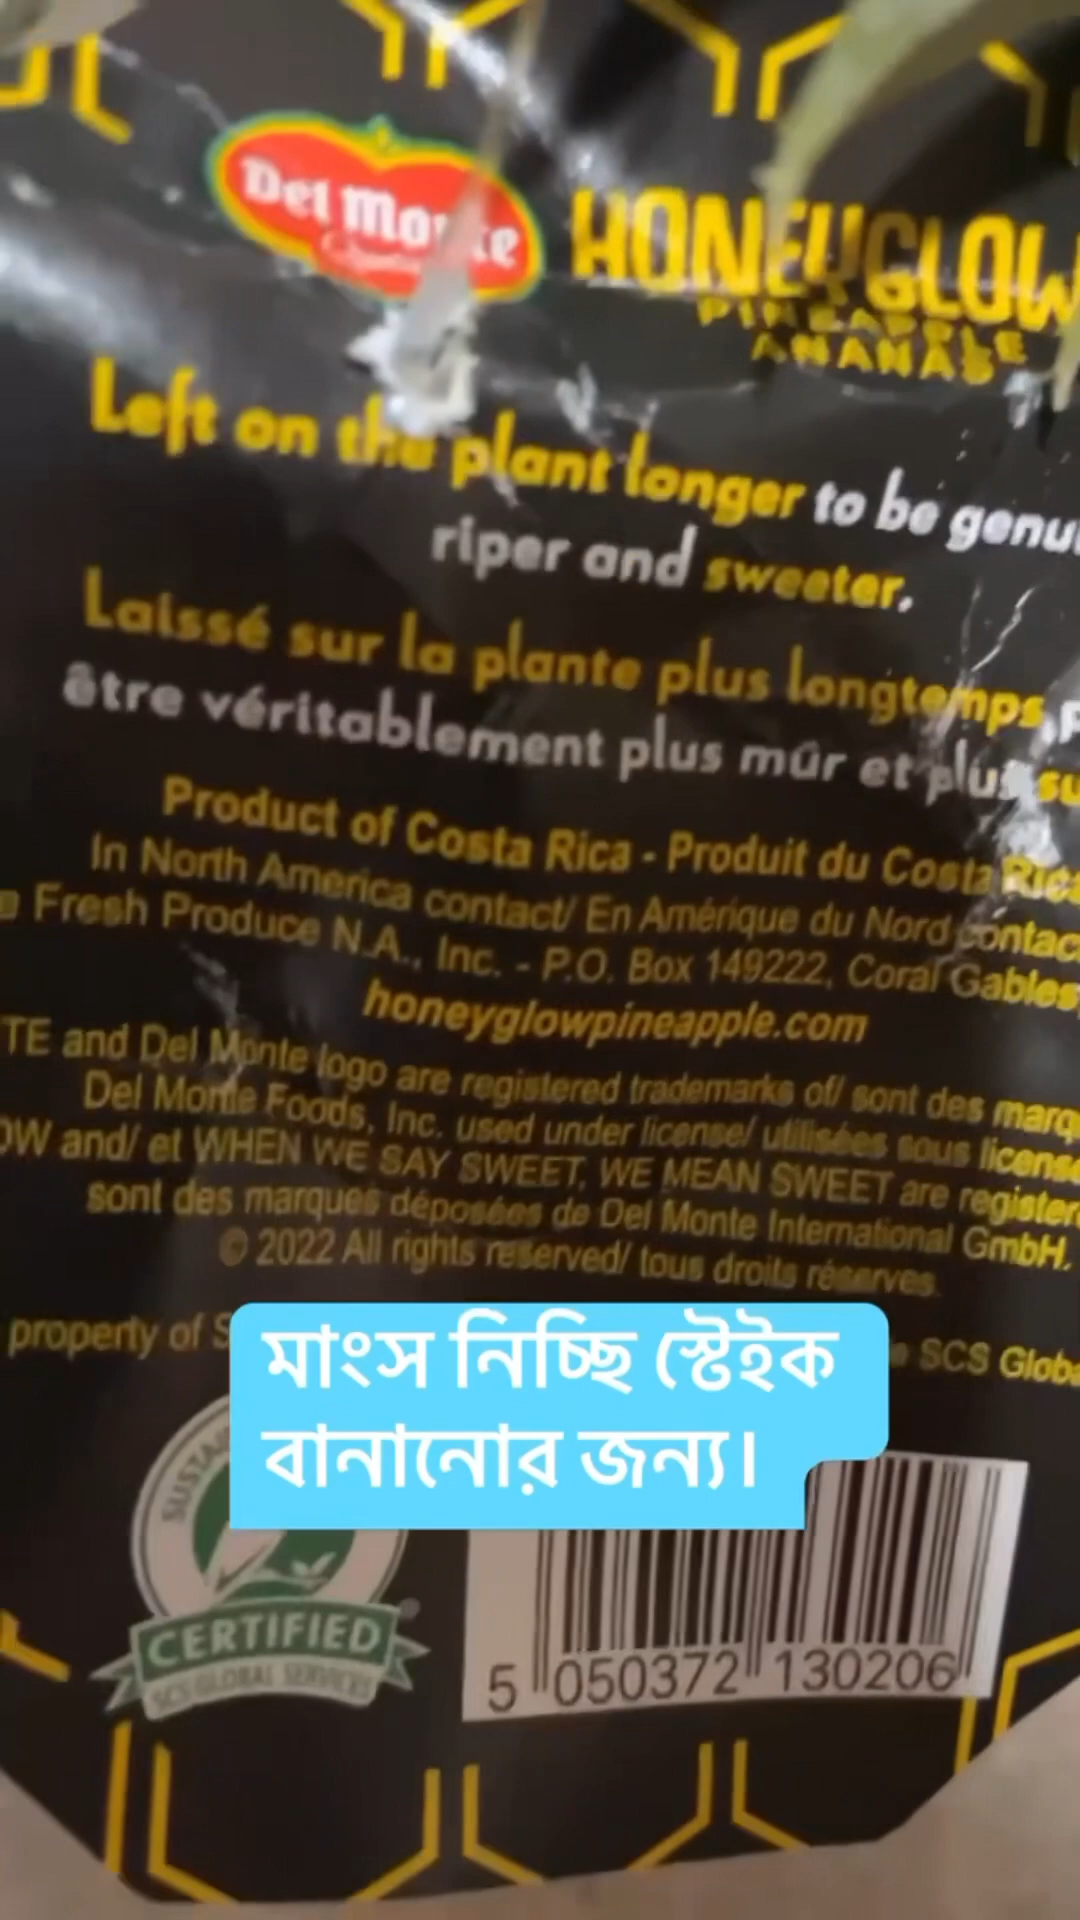 Del Monte
Quality
HONEYGLOW
PINEAPPLE
ANANAS
Left on the plant longer to be
riper and sweeter.
Laissé sur la plante plus longtemps
être véritablement plus mûr et plus
Product of Costa Rica - Produit du Costa Rica
In North America contact/ En Amérique du Nord contac
Fresh Produce N.A., Inc. - P.O. Box 149222, Coral Gables,
honeyglowpineapple.com
TE and Del Monte logo are registered trademarks of/ sont des marq
Del Monte Foods, Inc. used under license/ utilisées sous license
OW and/ et WHEN WE SAY SWEET, WE MEAN SWEET are register
sont des marques déposées de Del Monte International GmbH.
© 2022 All rights reserved/ tous droits réserves.
property of S
SCS Globa
মাংস নিচ্ছি স্টেইক
বানানোর জন্য।
SUSTA
CERTIFIED
SCS GLOBAL SERVICES
5 050372 130206